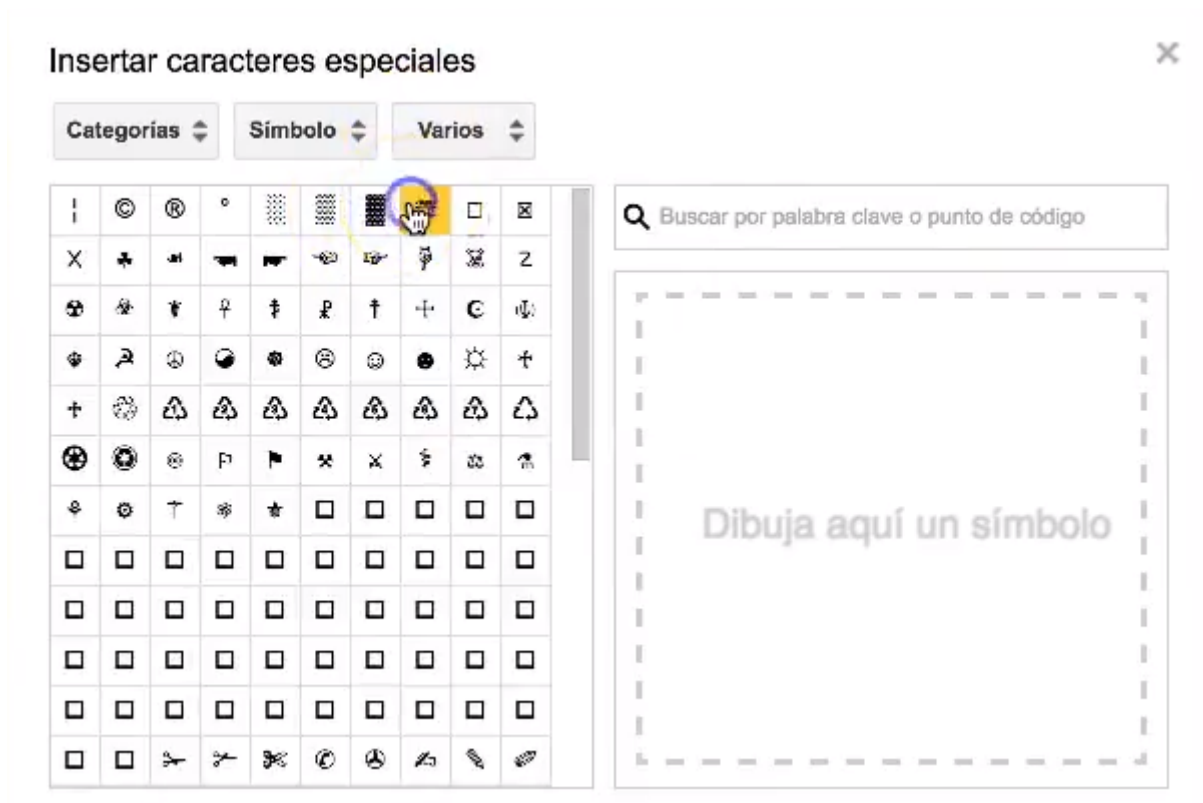 Insertar caracteres especiales
Categorías Símbolo Varios
Buscar por palabra clave o punto de código
Dibuja aquí un símbolo